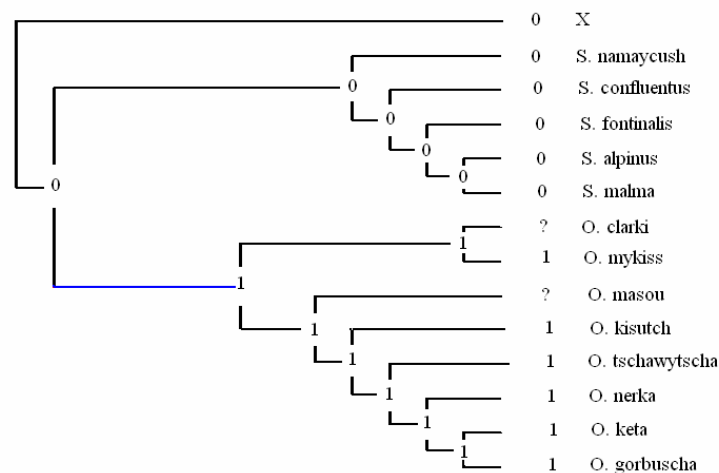 0 X
0 S. namaycush
0
0 S. confluentus
0
0 S. fontinalis
0
0 S. alpinus
0
0
0 S. malma
? O. clarki
1
1 O. mykiss
1
? O. masou
1
1 O. kisutch
1
1 O. tschawytscha
1
1 O. nerka
1
1 O. keta
1
1 O. gorbuscha